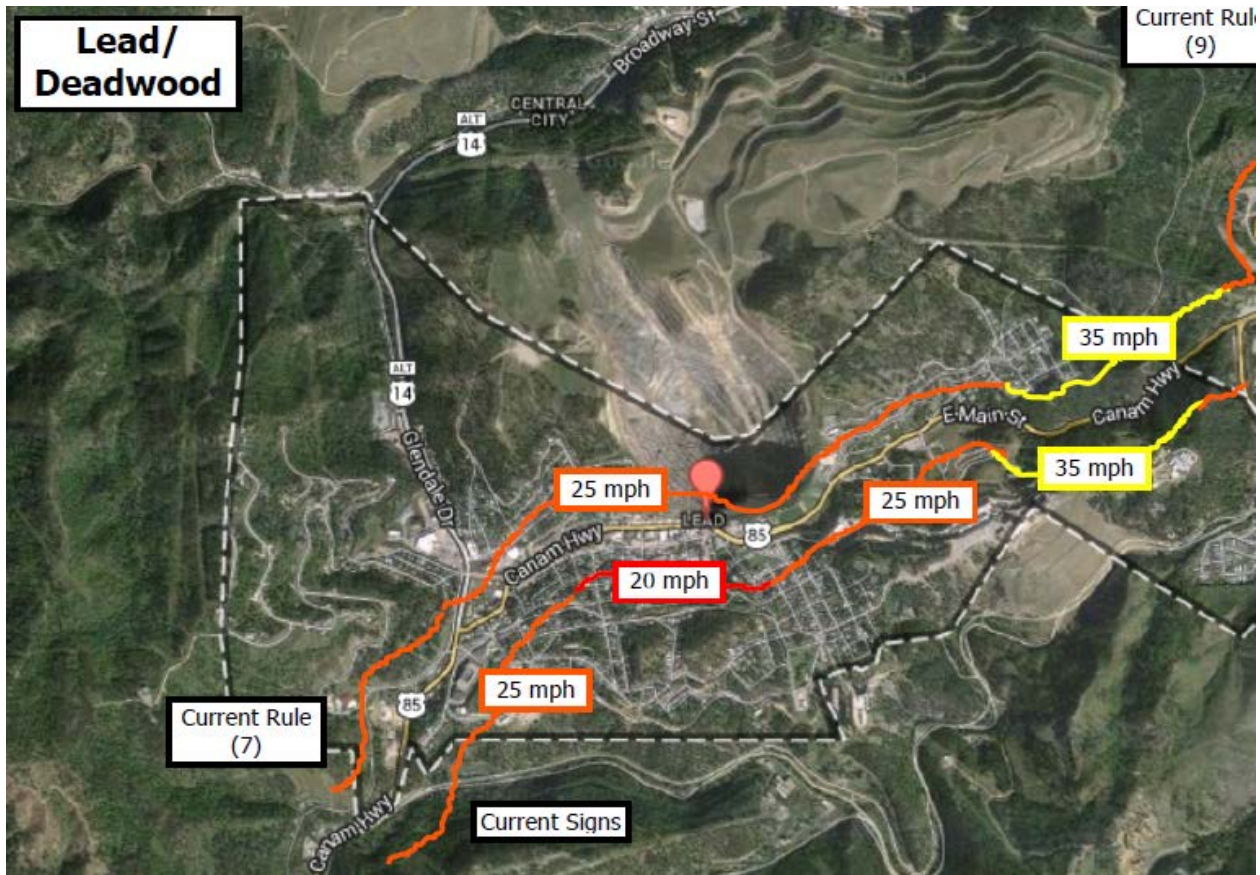 Lead/
Deadwood
Current Rule
(9)
Broadway St
CENTRAL
CITY
ALT
14
35 mph
ALT
14
Glendale Dr
E Main St
Canam Hwy
35 mph
25 mph
25 mph
LEAD
85
Canam Hwy
20 mph
25 mph
85
Current Rule
(7)
Current Signs
Canam Hwy